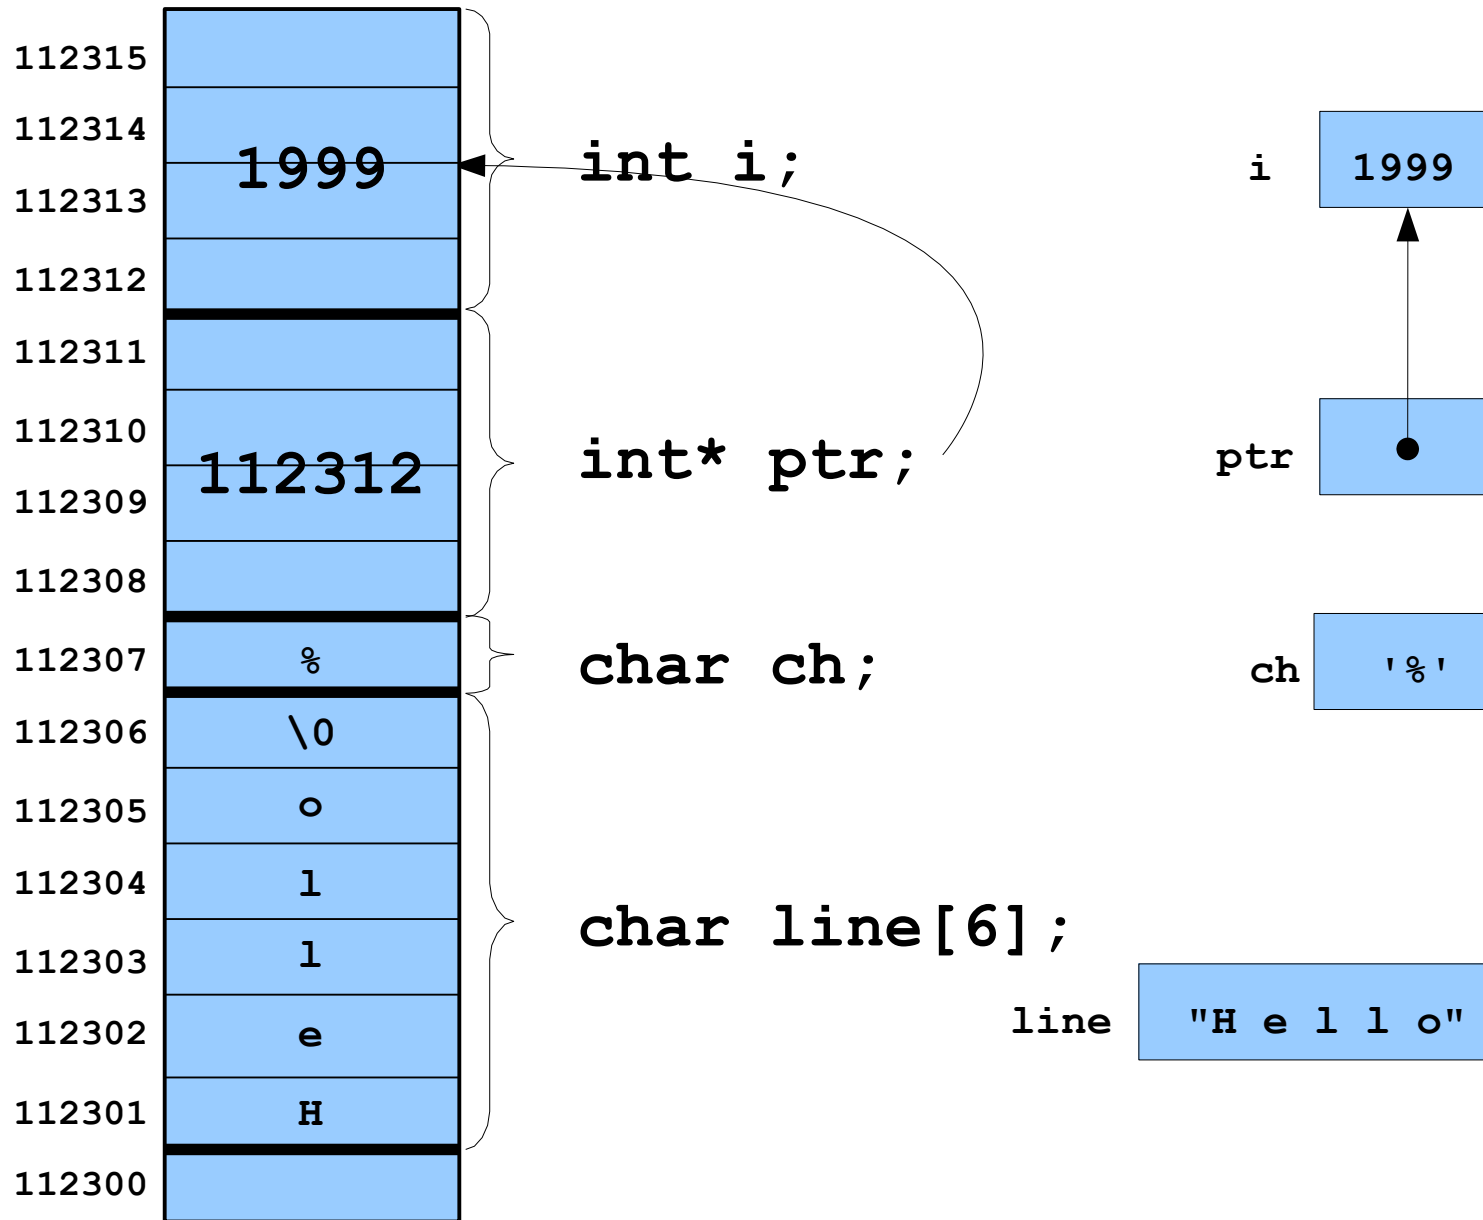 112315
112314
1999
int i;
i
1999
112313
112312
112311
112310
112312
int* ptr;
ptr
112309
112308
112307
%
char ch;
ch
'%'
112306
\0
112305
o
112304
l
char line[6];
112303
l
112302
e
line
"H e l l o"
112301
H
112300